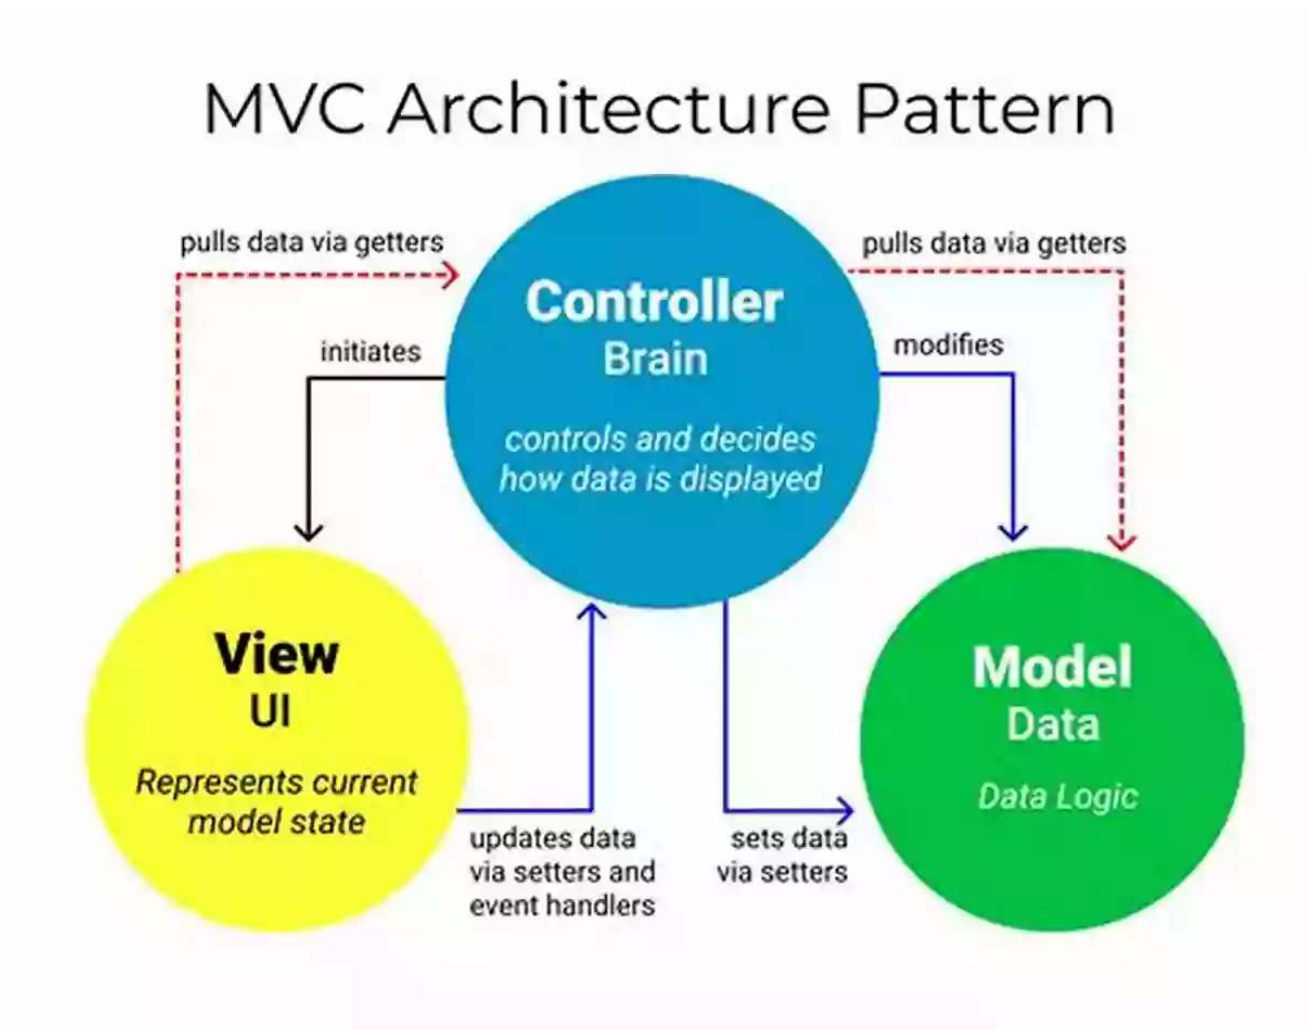 MVC Architecture Pattern
pulls data via getters
pulls data via getters
initiates
modifies
Controller
Brain
controls and decides
how data is displayed
View
UI
Represents current
model state
Model
Data
Data Logic
updates data
via setters and
event handlers
sets data
via setters